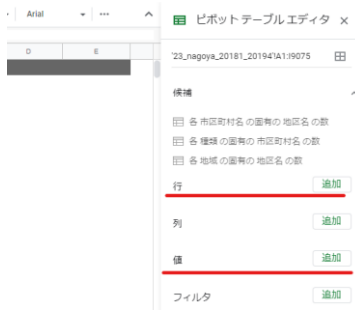 Arial
ピボットテーブル エディタ ×
D E
'23_nagoya_20181_20194'!A1:I9075
候補
各 市区町村名 の固有の 地区名 の数
各 種類 の固有の 市区町村名 の数
各 地域 の固有の 地区名 の数
行 追加
列 追加
値 追加
フィルタ 追加